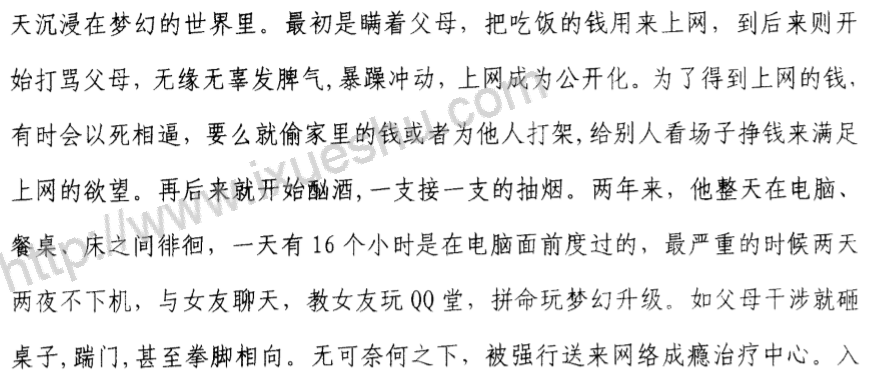 天沉浸在梦幻的世界里。最初是瞒着父母，把吃饭的钱用来上网，到后来则开
始打骂父母，无缘无辜发脾气,暴躁冲动，上网成为公开化。为了得到上网的钱，
有时会以死相逼，要么就偷家里的钱或者为他人打架,给别人看场子挣钱来满足
上网的欲望。再后来就开始酗酒,一支接一支的抽烟。两年来，他整天在电脑、
餐桌、床之间徘徊，一天有16个小时是在电脑面前度过的，最严重的时候两天
两夜不下机，与女友聊天，教女友玩QQ堂，拼命玩梦幻升级。如父母干涉就砸
桌子,踹门,甚至拳脚相向。无可奈何之下，被强行送来网络成瘾治疗中心。入
http://www.ixueshu.com